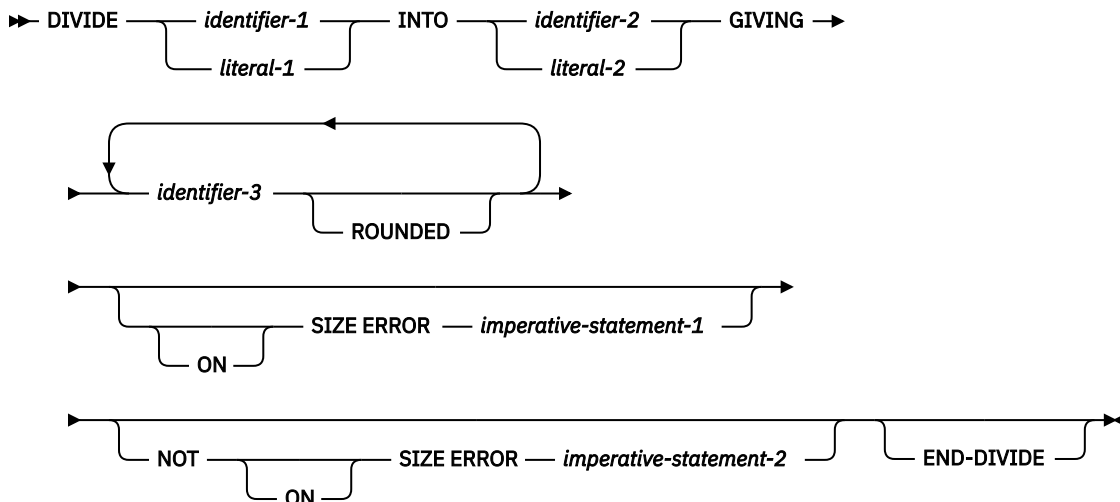 DIVIDE identifier-1 INTO identifier-2 GIVING
literal-1 literal-2
identifier-3
ROUNDED
SIZE ERROR imperative-statement-1
ON
NOT SIZE ERROR imperative-statement-2 END-DIVIDE
ON